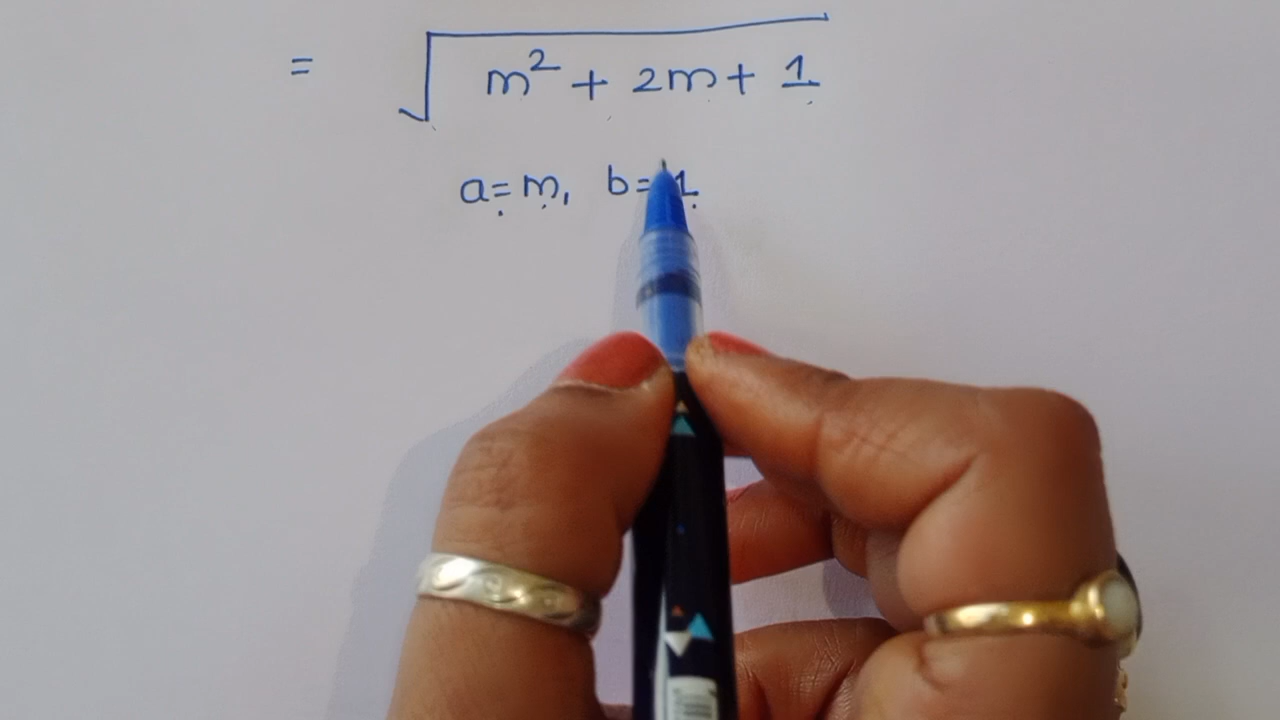 = √(m² + 2m + 1)
a = m, b = 1